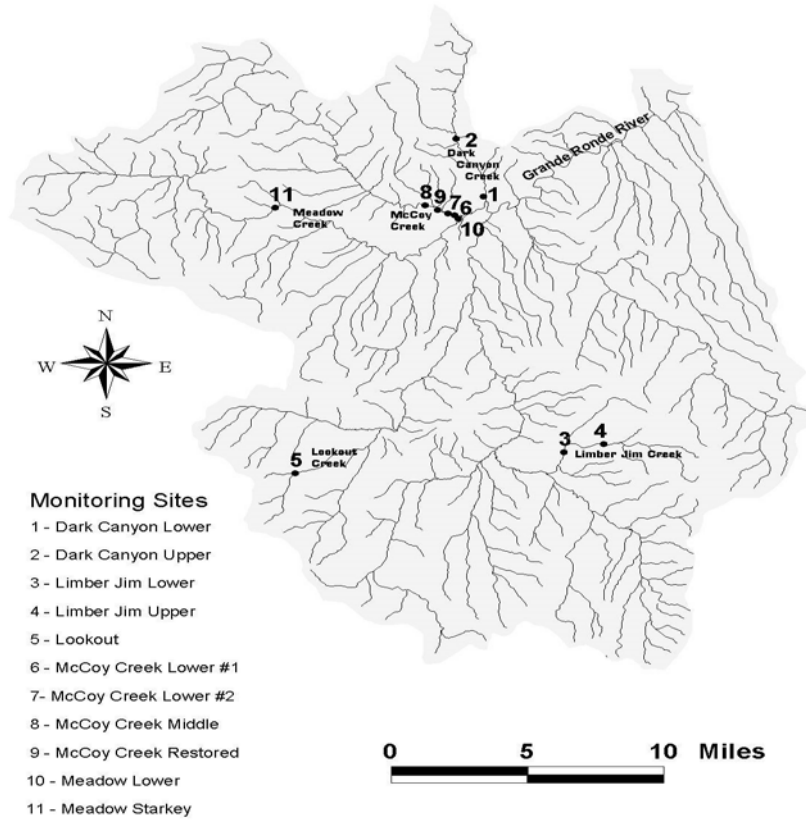 2
Dark
Canyon
Creek
Grande Ronde River
11
Meadow
Creek
8
9
7
6
1
McCoy
Creek
10
N
W E
S
3
4
Limber Jim Creek
5
Lookout
Creek
Monitoring Sites
1 - Dark Canyon Lower
2 - Dark Canyon Upper
3 - Limber Jim Lower
4 - Limber Jim Upper
5 - Lookout
6 - McCoy Creek Lower #1
7- McCoy Creek Lower #2
8 - McCoy Creek Middle
9 - McCoy Creek Restored
10 - Meadow Lower
11 - Meadow Starkey
0 5 10 Miles